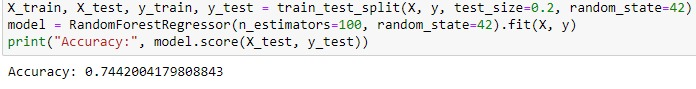 X_train, X_test, y_train, y_test = train_test_split(X, y, test_size=0.2, random_state=42)
model = RandomForestRegressor(n_estimators=100, random_state=42).fit(X, y)
print("Accuracy:", model.score(X_test, y_test))
Accuracy: 0.7442004179808843